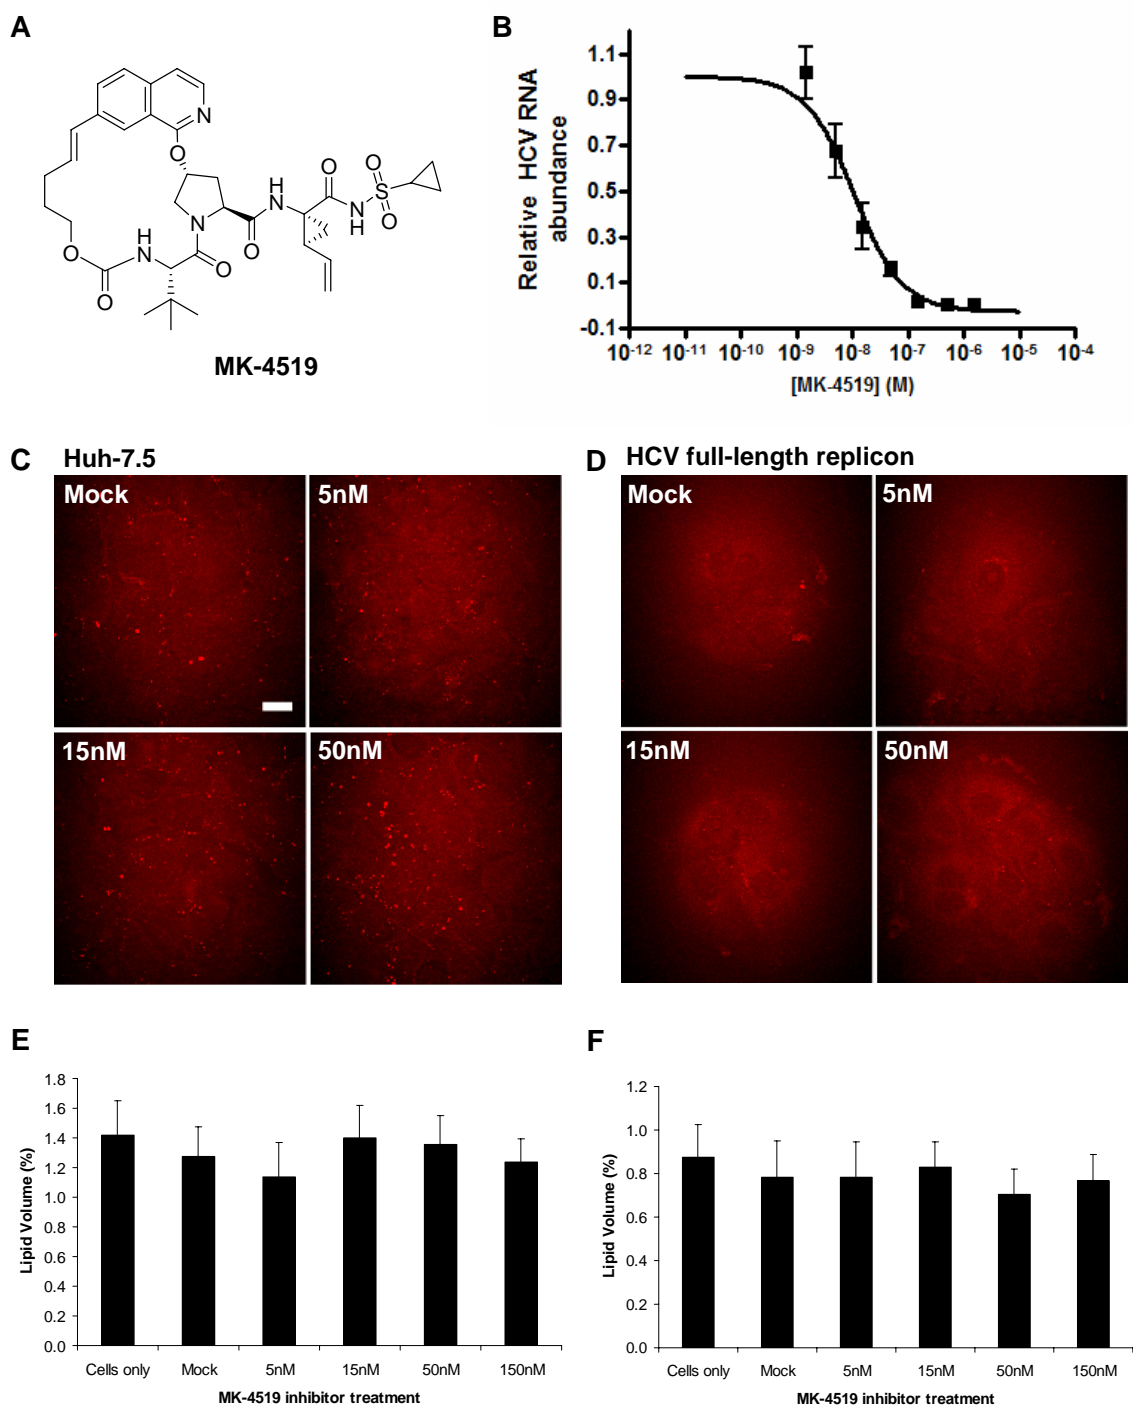 A
N
O
O
H
N
O
O
S
N
H
O
N
O
H
N
O
O
O
MK-4519
B
Relative HCV RNA
abundance
1.1
0.9
0.7
0.5
0.3
0.1
-0.1
10-12 10-11 10-10 10-9 10-8 10-7 10-6 10-5 10-4
[MK-4519] (M)
C Huh-7.5
Mock 5nM
15nM 50nM
D HCV full-length replicon
Mock 5nM
15nM 50nM
E
Lipid Volume (%)
1.8
1.6
1.4
1.2
1.0
0.8
0.6
0.4
0.2
0.0
Cells only Mock 5nM 15nM 50nM 150nM
MK-4519 inhibitor treatment
F
Lipid Volume (%)
1.2
1.0
0.8
0.6
0.4
0.2
0.0
Cells only Mock 5nM 15nM 50nM 150nM
MK-4519 inhibitor treatment